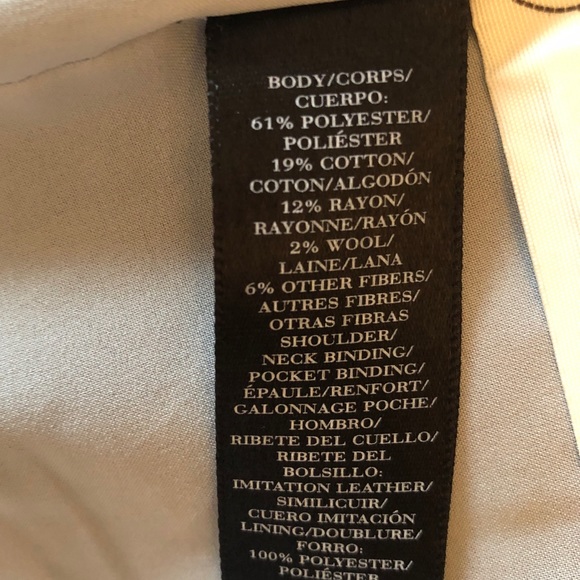 BODY/CORPS/
CUERPO:
61% POLYESTER/
POLIÉSTER
19% COTTON/
COTON/ALGODÓN
12% RAYON/
RAYONNE/RAYÓN
2% WOOL/
LAINE/LANA
6% OTHER FIBERS/
AUTRES FIBRES/
OTRAS FIBRAS
SHOULDER/
NECK BINDING/
POCKET BINDING/
ÉPAULE/RENFORT/
GALONNAGE POCHE/
HOMBRO/
RIBETE DEL CUELLO/
RIBETE DEL
BOLSILLO:
IMITATION LEATHER/
SIMILICUIR/
CUERO IMITACIÓN
LINING/DOUBLURE/
FORRO:
100% POLYESTER/
POLIÉSTER